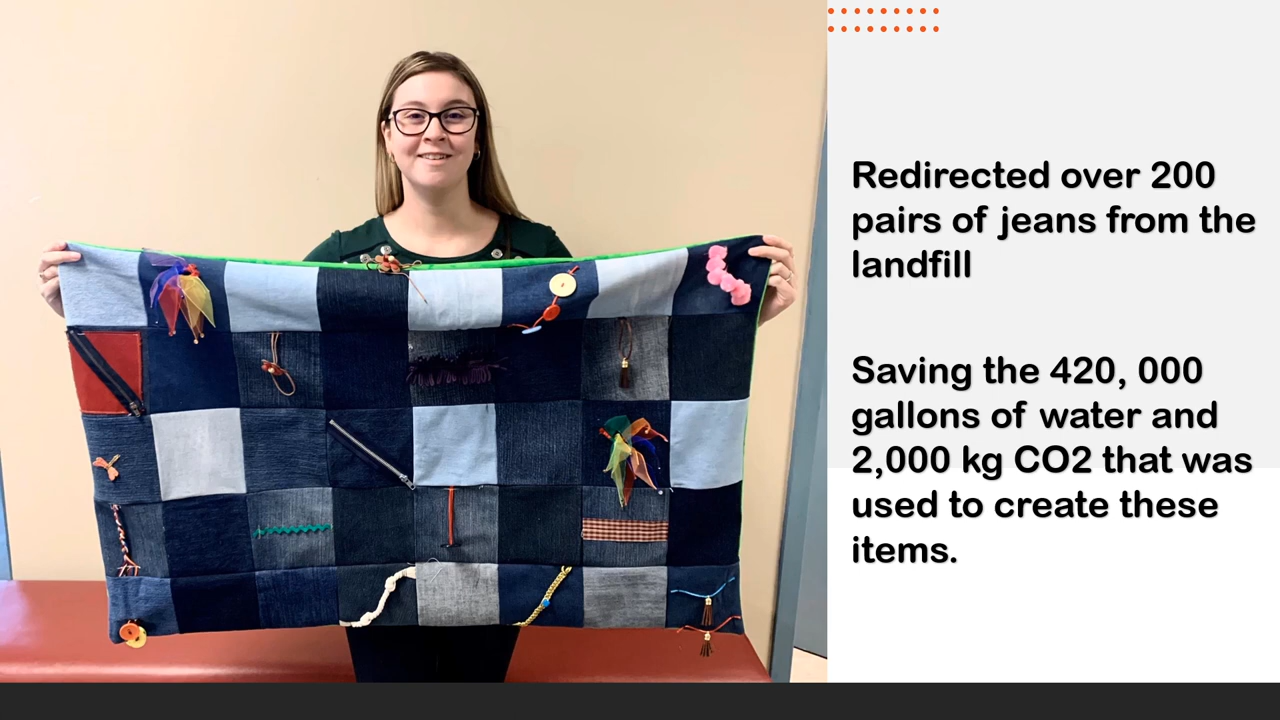 Redirected over 200
pairs of jeans from the
landfill
Saving the 420, 000
gallons of water and
2,000 kg CO2 that was
used to create these
items.